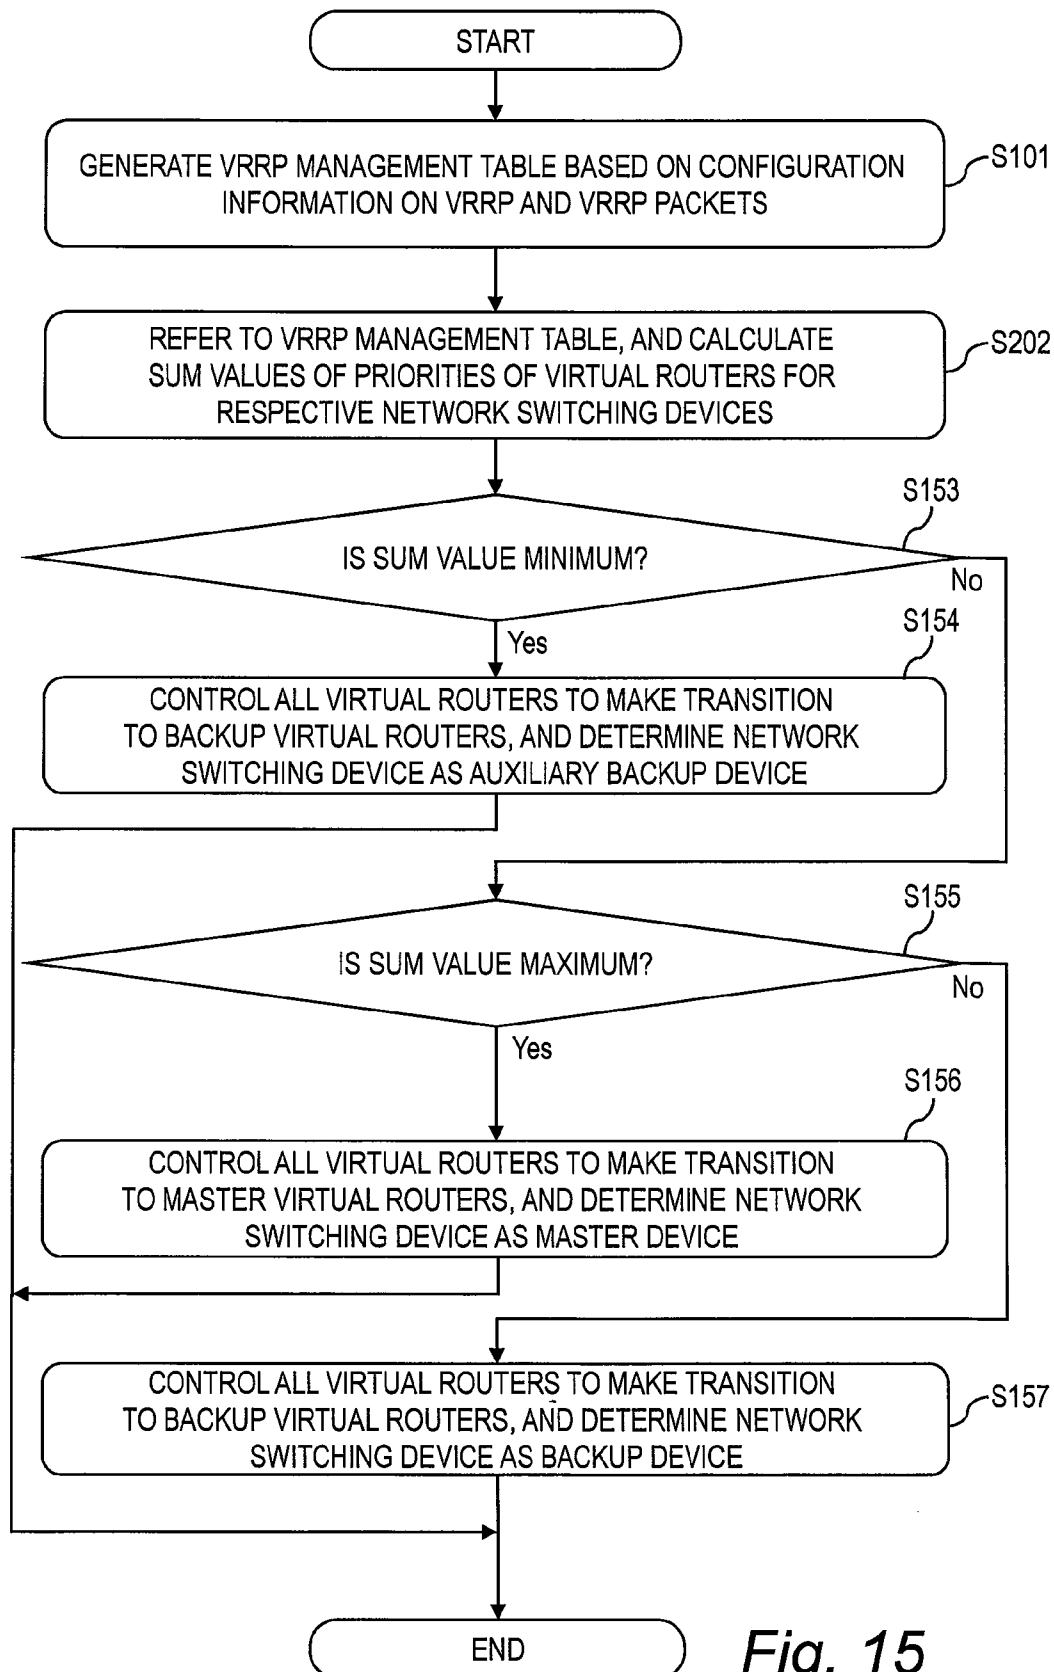 START
GENERATE VRRP MANAGEMENT TABLE BASED ON CONFIGURATION
INFORMATION ON VRRP AND VRRP PACKETS
S101
REFER TO VRRP MANAGEMENT TABLE, AND CALCULATE
SUM VALUES OF PRIORITIES OF VIRTUAL ROUTERS FOR
RESPECTIVE NETWORK SWITCHING DEVICES
S202
S153
IS SUM VALUE MINIMUM?
No
Yes
S154
CONTROL ALL VIRTUAL ROUTERS TO MAKE TRANSITION
TO BACKUP VIRTUAL ROUTERS, AND DETERMINE NETWORK
SWITCHING DEVICE AS AUXILIARY BACKUP DEVICE
S155
IS SUM VALUE MAXIMUM?
No
Yes
S156
CONTROL ALL VIRTUAL ROUTERS TO MAKE TRANSITION
TO MASTER VIRTUAL ROUTERS, AND DETERMINE NETWORK
SWITCHING DEVICE AS MASTER DEVICE
CONTROL ALL VIRTUAL ROUTERS TO MAKE TRANSITION
TO BACKUP VIRTUAL ROUTERS, AND DETERMINE NETWORK
SWITCHING DEVICE AS BACKUP DEVICE
S157
END
Fig. 15